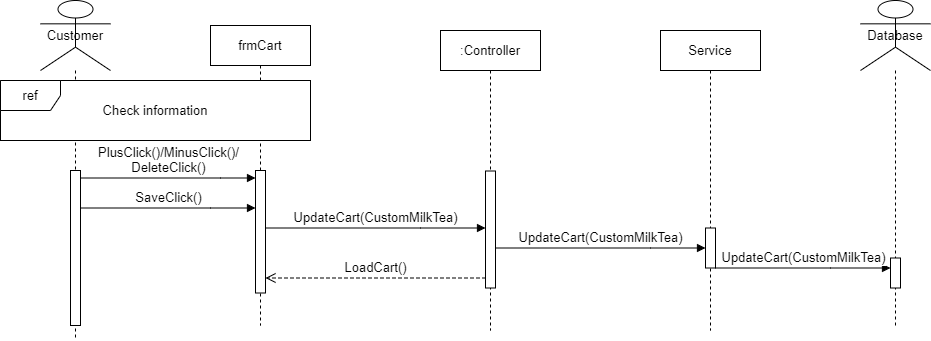 Customer
frmCart
:Controller
Service
Database
ref
Check information
PlusClick()/MinusClick()/
DeleteClick()
SaveClick()
UpdateCart(CustomMilkTea)
UpdateCart(CustomMilkTea)
UpdateCart(CustomMilkTea)
LoadCart()